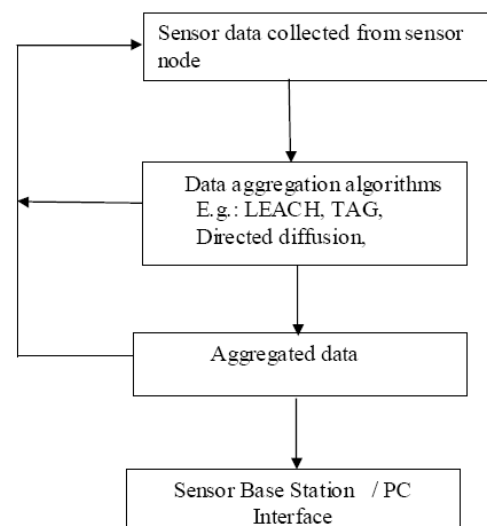 Sensor data collected from sensor
node
Data aggregation algorithms
E.g.: LEACH, TAG,
Directed diffusion,
Aggregated data
Sensor Base Station / PC
Interface